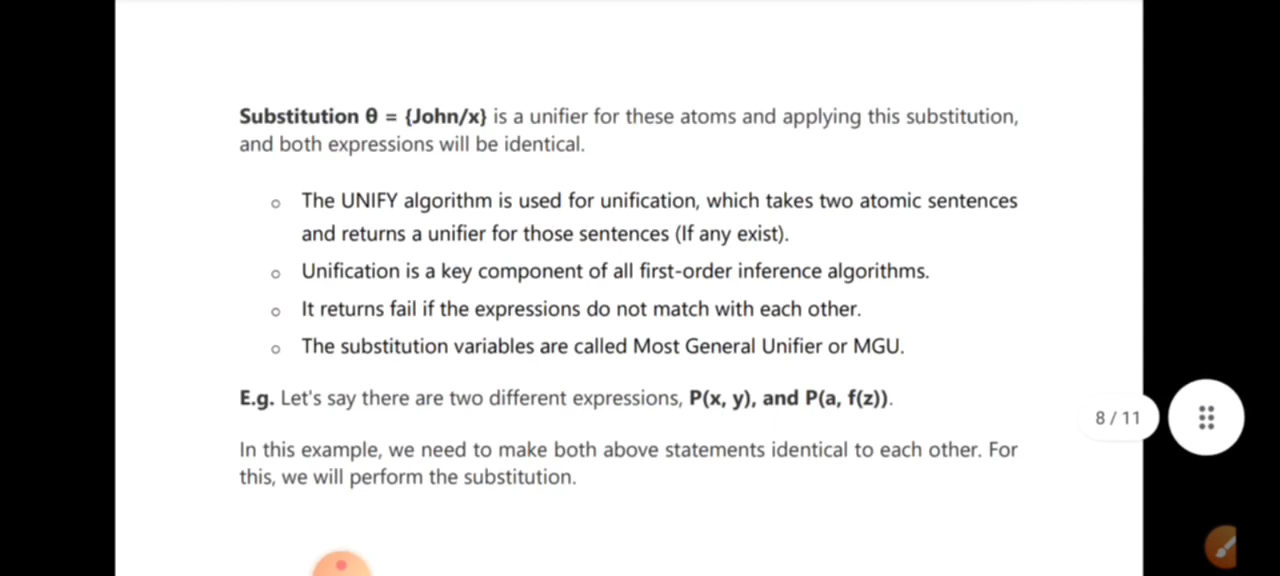 Substitution θ = {John/x} is a unifier for these atoms and applying this substitution,
and both expressions will be identical.
○ The UNIFY algorithm is used for unification, which takes two atomic sentences
and returns a unifier for those sentences (If any exist).
○ Unification is a key component of all first-order inference algorithms.
○ It returns fail if the expressions do not match with each other.
○ The substitution variables are called Most General Unifier or MGU.
E.g. Let's say there are two different expressions, P(x, y), and P(a, f(z)).
8 / 11
In this example, we need to make both above statements identical to each other. For
this, we will perform the substitution.